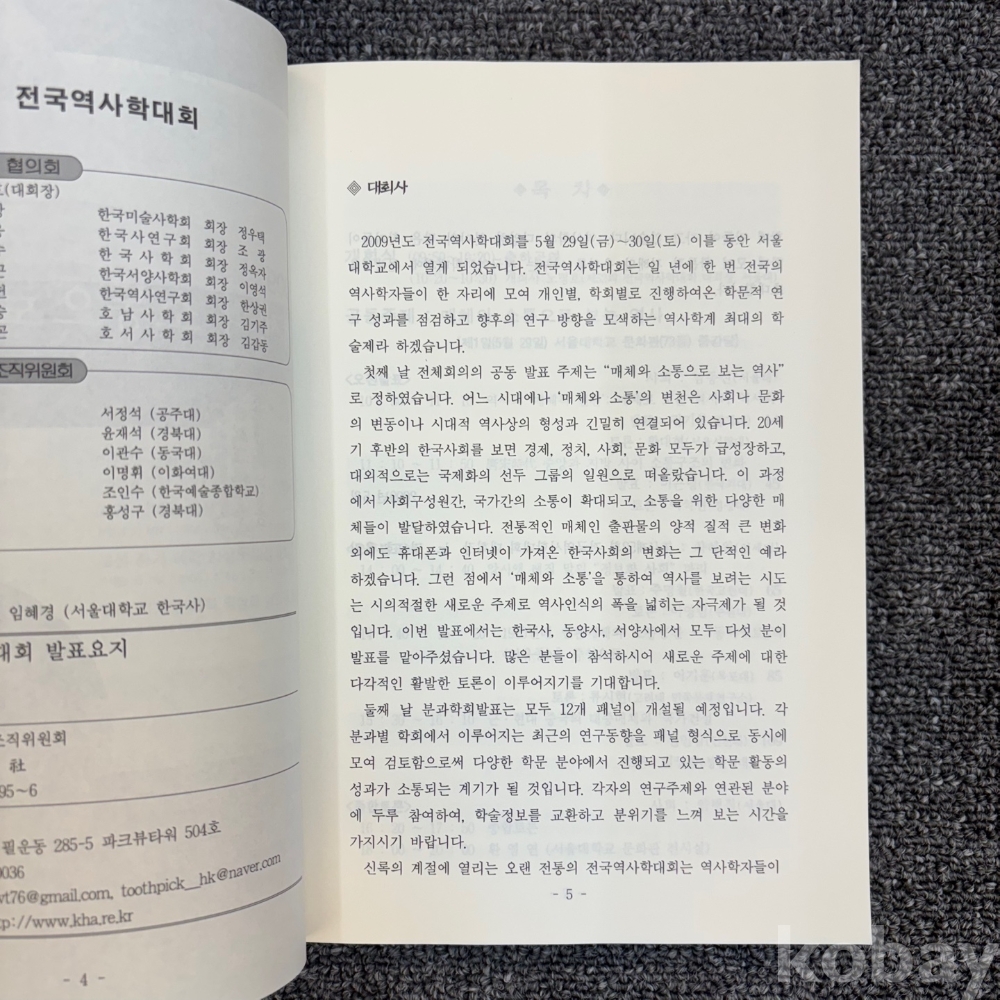 전국역사학대회
협의회
(대회장)
한국미술사학회 회장 정우택
한국사연구회 회장 조 광
한 국 사 학 회 회장 정옥자
한국서양사학회 회장 이영석
한국역사연구회 회장 한상권
호 남 사 학 회 회장 김기주
호 서 사 학 회 회장 김갑동
조직위원회
서정석 (공주대)
윤재석 (경북대)
이관수 (동국대)
이명휘 (이화여대)
조인수 (한국예술종합학교)
홍성구 (경북대)
임혜경 (서울대학교 한국사)
대회 발표요지
조직위원회
社
95~6
필운동 285-5 파크뷰타워 504호
0036
vt76@gmail.com, toothpick__hk@naver.com
tp://www.kha.re.kr
- 4 -
◈ 대회사
2009년도 전국역사학대회를 5월 29일(금)~30일(토) 이틀 동안 서울
대학교에서 열게 되었습니다. 전국역사학대회는 일 년에 한 번 전국의
역사학자들이 한 자리에 모여 개인별, 학회별로 진행하여온 학문적 연
구 성과를 점검하고 향후의 연구 방향을 모색하는 역사학계 최대의 학
술제라 하겠습니다.
첫째 날 전체회의의 공동 발표 주제는 “매체와 소통으로 보는 역사”
로 정하였습니다. 어느 시대에나 ‘매체와 소통’의 변천은 사회나 문화
의 변동이나 시대적 역사상의 형성과 긴밀히 연결되어 있습니다. 20세
기 후반의 한국사회를 보면 경제, 정치, 사회, 문화 모두가 급성장하고,
대외적으로는 국제화의 선두 그룹의 일원으로 떠올랐습니다. 이 과정
에서 사회구성원간, 국가간의 소통이 확대되고, 소통을 위한 다양한 매
체들이 발달하였습니다. 전통적인 매체인 출판물의 양적 질적 큰 변화
외에도 휴대폰과 인터넷이 가져온 한국사회의 변화는 그 단적인 예라
하겠습니다. 그런 점에서 ‘매체와 소통’을 통하여 역사를 보려는 시도
는 시의적절한 새로운 주제로 역사인식의 폭을 넓히는 자극제가 될 것
입니다. 이번 발표에서는 한국사, 동양사, 서양사에서 모두 다섯 분이
발표를 맡아주셨습니다. 많은 분들이 참석하시어 새로운 주제에 대한
다각적인 활발한 토론이 이루어지기를 기대합니다.
둘째 날 분과학회발표는 모두 12개 패널이 개설될 예정입니다. 각
분과별 학회에서 이루어지는 최근의 연구동향을 패널 형식으로 동시에
모여 검토함으로써 다양한 학문 분야에서 진행되고 있는 학문 활동의
성과가 소통되는 계기가 될 것입니다. 각자의 연구주제와 연관된 분야
에 두루 참여하여, 학술정보를 교환하고 분위기를 느껴 보는 시간을
가지시기 바랍니다.
신록의 계절에 열리는 오랜 전통의 전국역사학대회는 역사학자들이
- 5 -
kobay